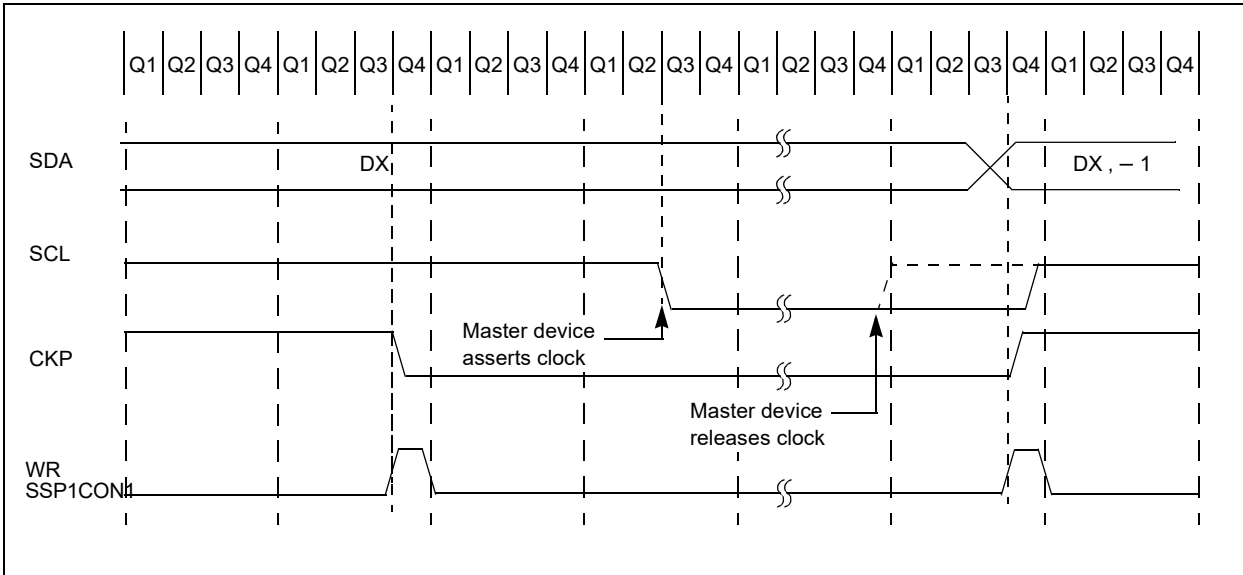 Q1 Q2 Q3 Q4 Q1 Q2 Q3 Q4 Q1 Q2 Q3 Q4 Q1 Q2 Q3 Q4 Q1 Q2 Q3 Q4 Q1 Q2 Q3 Q4 Q1 Q2 Q3 Q4
SDA
DX
DX , – 1
SCL
Master device
asserts clock
CKP
Master device
releases clock
WR
SSP1CON1